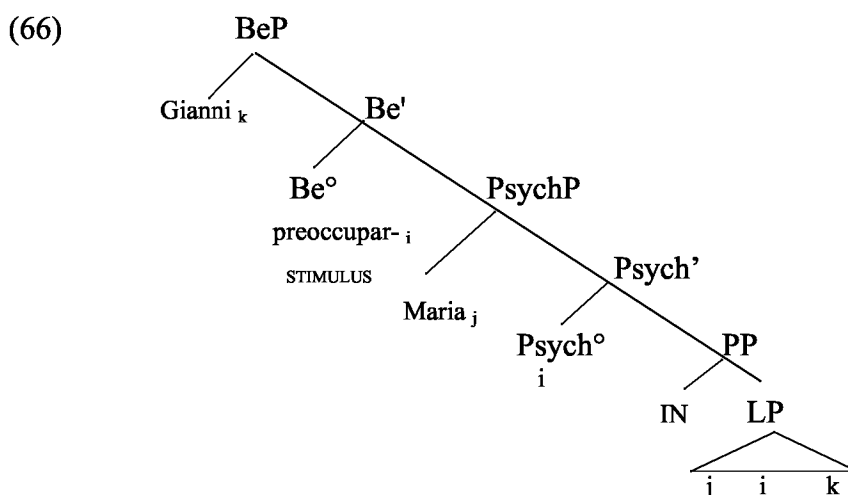 (66)
BeP
Gianni k
Be'
Be°
PsychP
preoccupar- i
STIMULUS
Psych’
Maria j
Psych°
PP
i
IN
LP
j i k